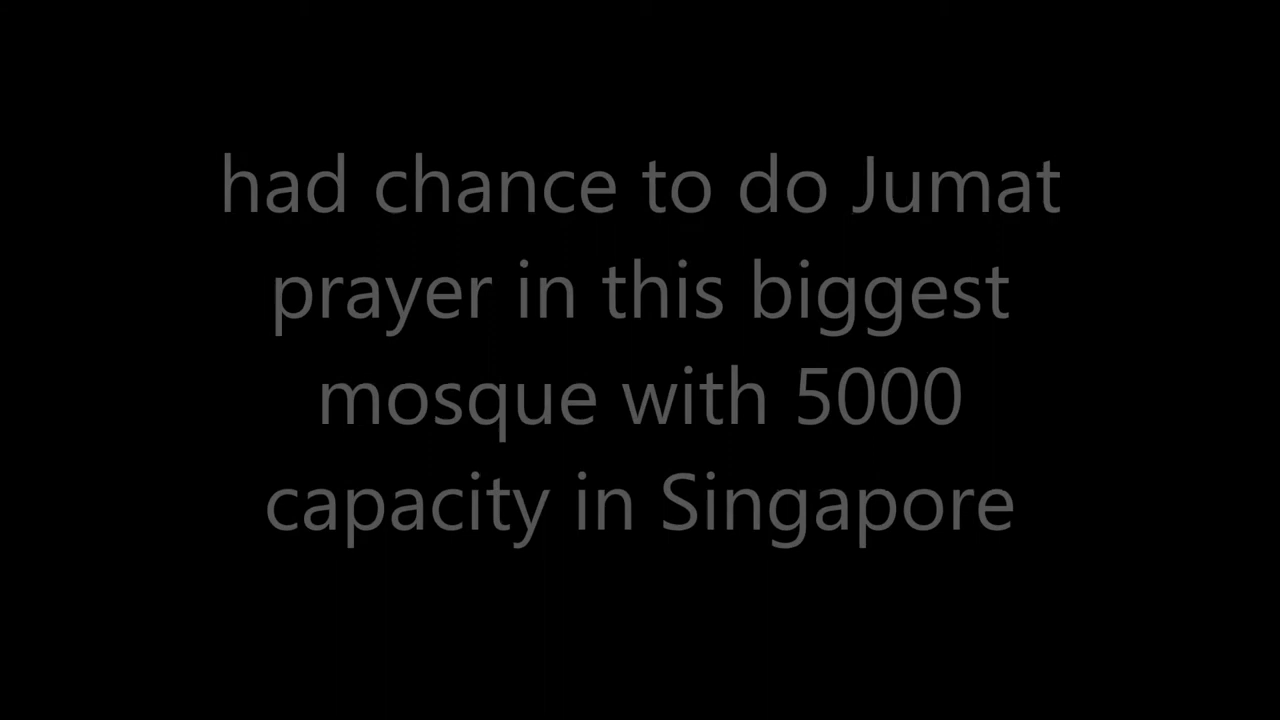 had chance to do Jumat
prayer in this biggest
mosque with 5000
capacity in Singapore